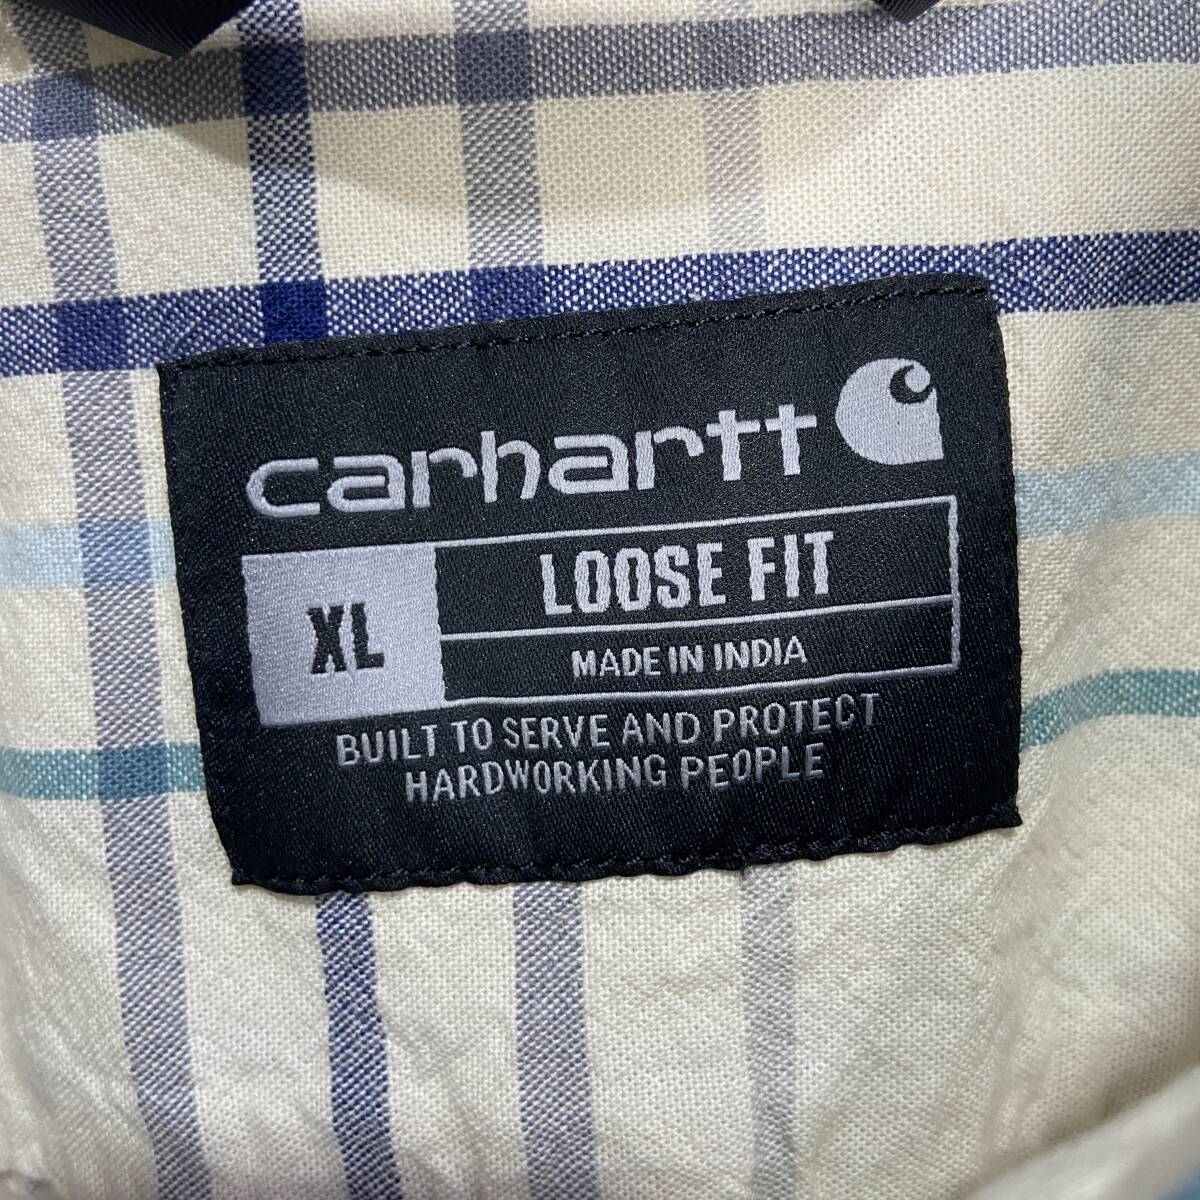 carhartt
XL
LOOSE FIT
MADE IN INDIA
BUILT TO SERVE AND PROTECT
HARDWORKING PEOPLE